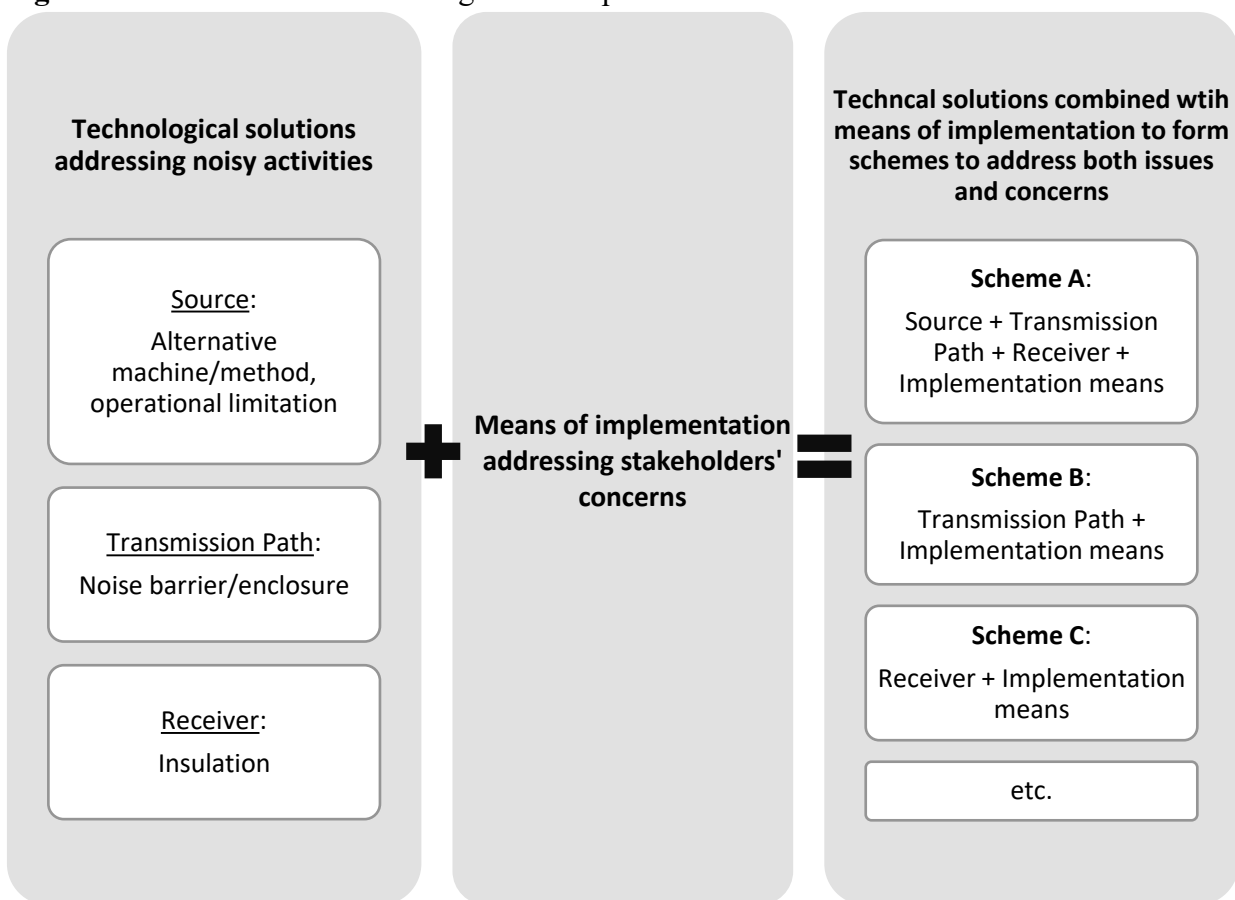 Technological solutions
addressing noisy activities
Source:
Alternative
machine/method,
operational limitation
Transmission Path:
Noise barrier/enclosure
Receiver:
Insulation
Means of implementation
addressing stakeholders'
concerns
Techncal solutions combined wtih
means of implementation to form
schemes to address both issues
and concerns
Scheme A:
Source + Transmission
Path + Receiver +
Implementation means
Scheme B:
Transmission Path +
Implementation means
Scheme C:
Receiver + Implementation
means
etc.